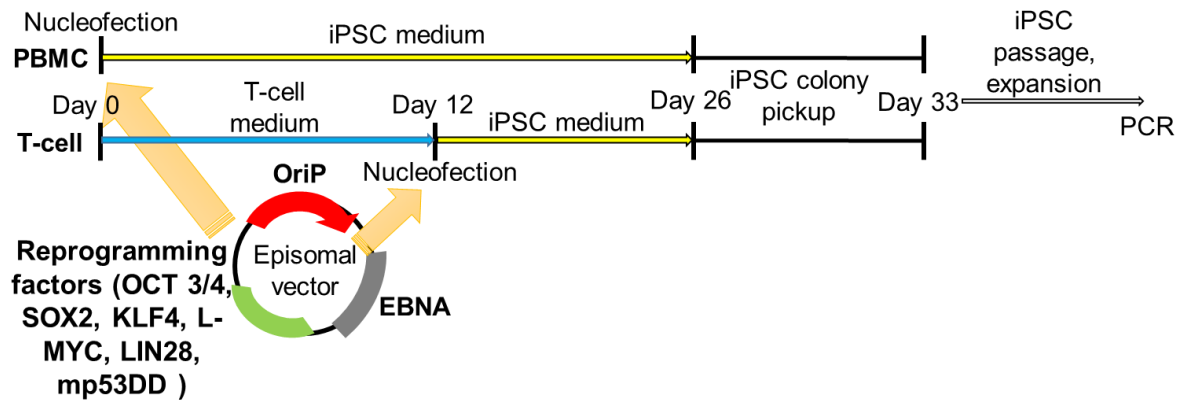 Nucleofection
iPSC medium
iPSC
passage,
expansion
PBMC
Day 0
T-cell
medium
Day 12
iPSC medium
Day 26
iPSC colony
pickup
Day 33
PCR
T-cell
Nucleofection
OriP
Episomal
vector
EBNA
Reprogramming
factors (OCT 3/4,
SOX2, KLF4, L-
MYC, LIN28,
mp53DD )